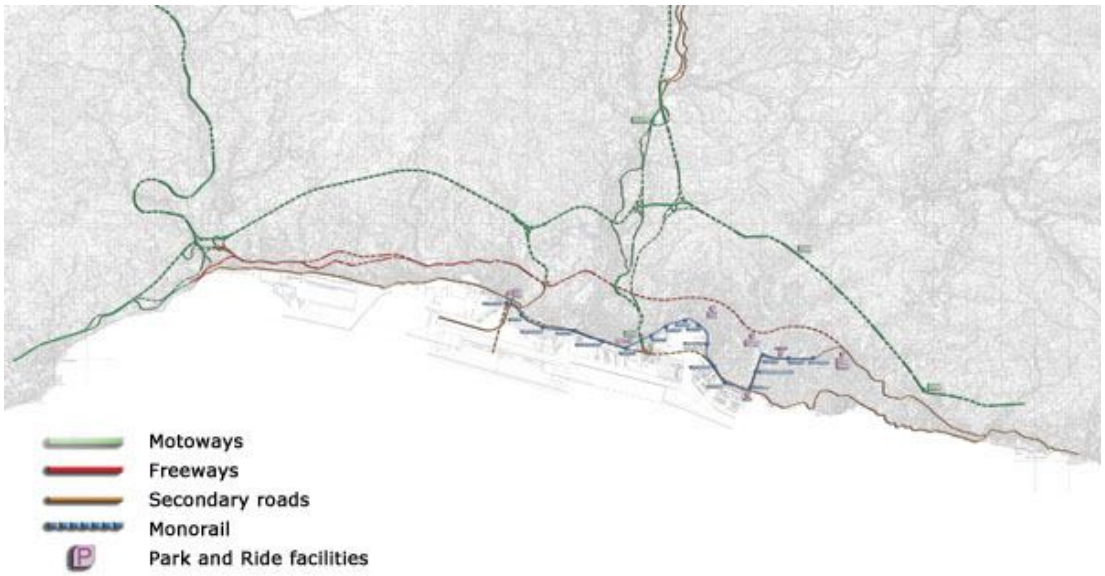 Motoways
Freeways
Secondary roads
Monorail
P
Park and Ride facilities